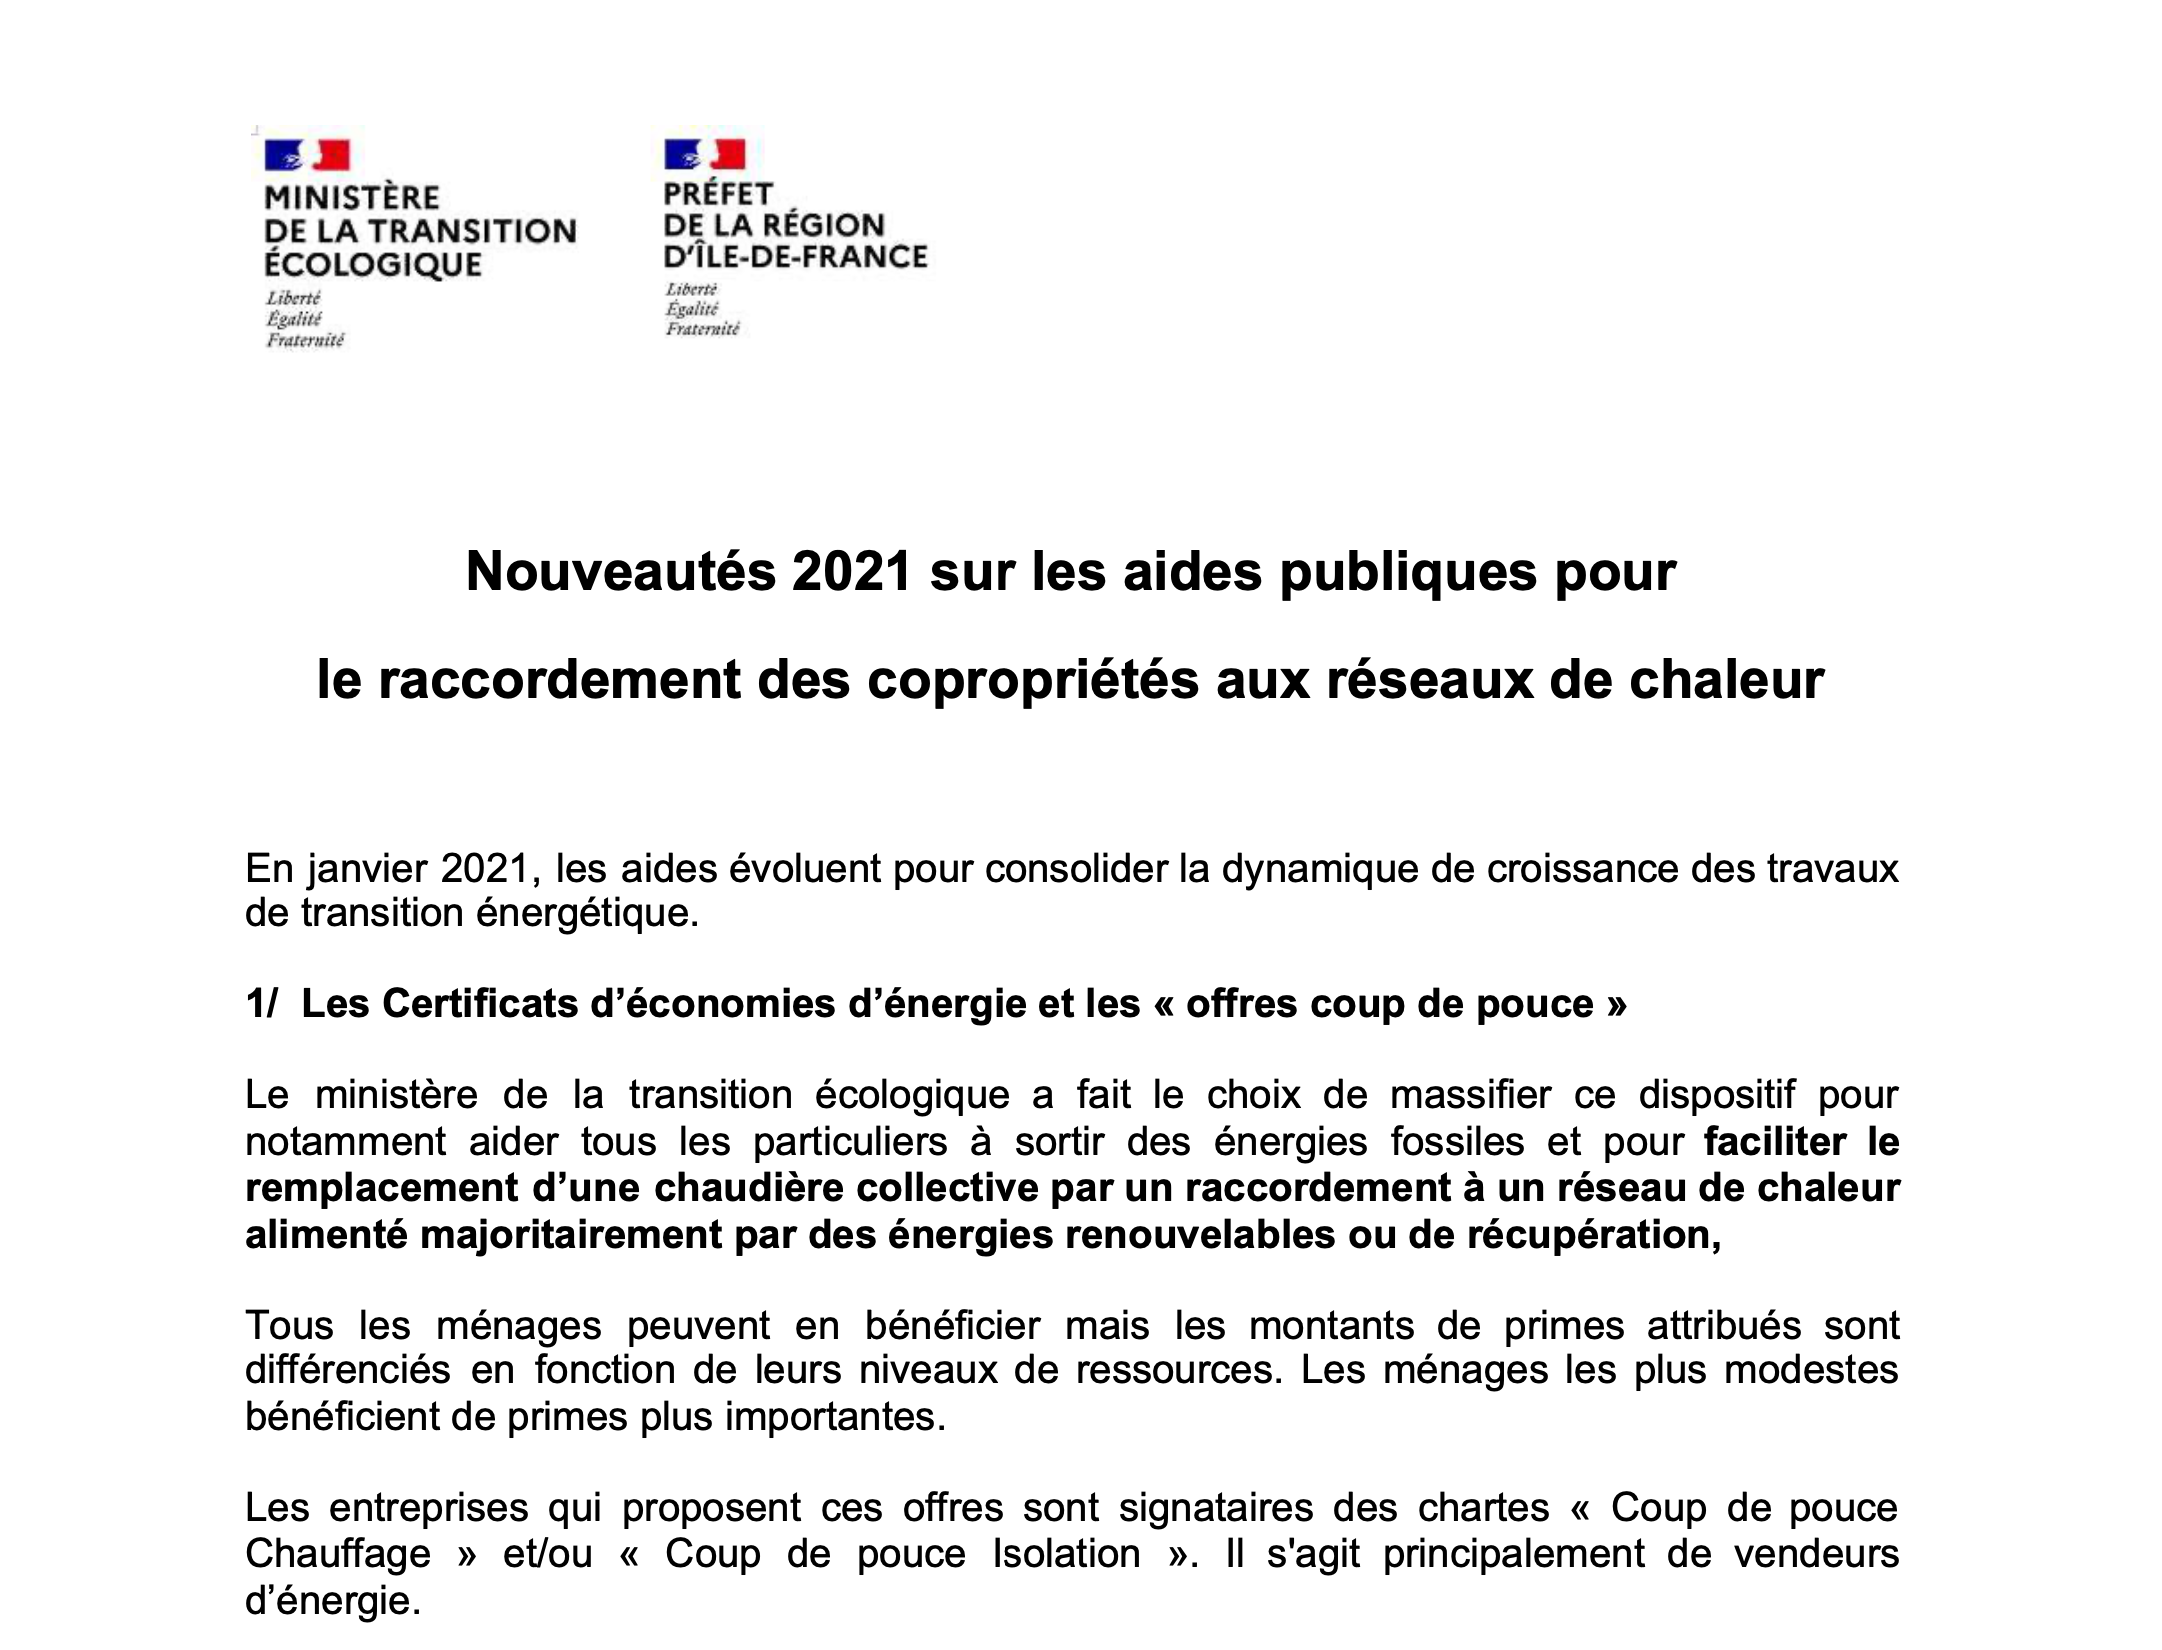 MINISTÈRE
DE LA TRANSITION
ÉCOLOGIQUE
Liberté
Égalité
Fraternité
PRÉFET
DE LA RÉGION
D’ÎLE-DE-FRANCE
Liberté
Égalité
Fraternité
Nouveautés 2021 sur les aides publiques pour
le raccordement des copropriétés aux réseaux de chaleur
En janvier 2021, les aides évoluent pour consolider la dynamique de croissance des travaux
de transition énergétique.
1/ Les Certificats d’économies d’énergie et les « offres coup de pouce »
Le ministère de la transition écologique a fait le choix de massifier ce dispositif pour
notamment aider tous les particuliers à sortir des énergies fossiles et pour faciliter le
remplacement d’une chaudière collective par un raccordement à un réseau de chaleur
alimenté majoritairement par des énergies renouvelables ou de récupération,
Tous les ménages peuvent en bénéficier mais les montants de primes attribués sont
différenciés en fonction de leurs niveaux de ressources. Les ménages les plus modestes
bénéficient de primes plus importantes.
Les entreprises qui proposent ces offres sont signataires des chartes « Coup de pouce
Chauffage » et/ou « Coup de pouce Isolation ». Il s'agit principalement de vendeurs
d’énergie.